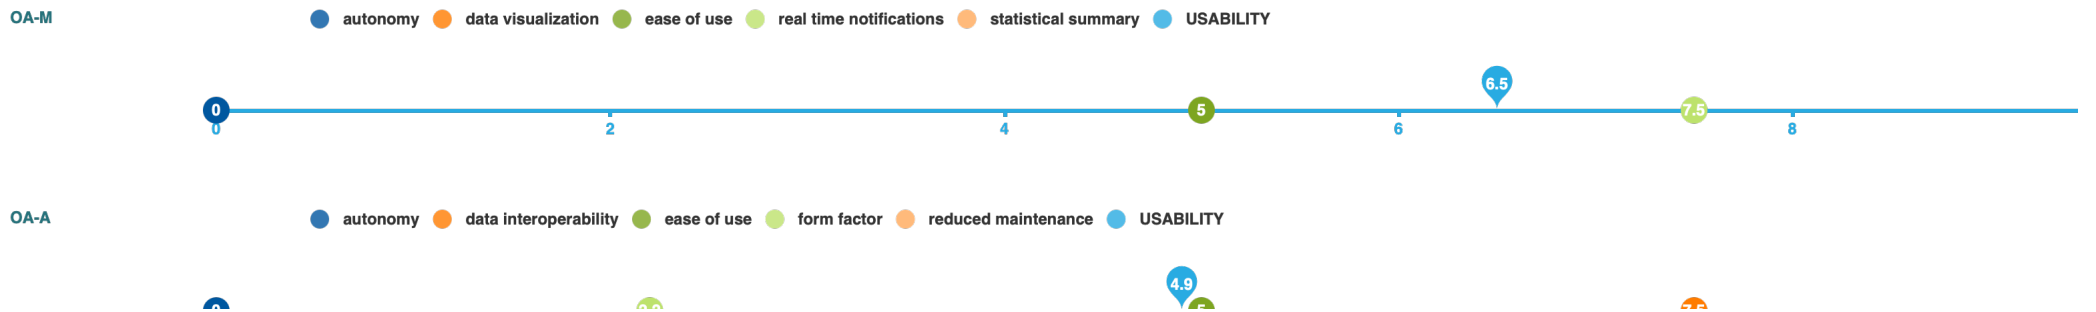 OA-M autonomy data visualization ease of use real time notifications statistical summary USABILITY
6.5
0 5 7.5
0 2 4 6 8
OA-A autonomy data interoperability ease of use form factor reduced maintenance USABILITY
4.9